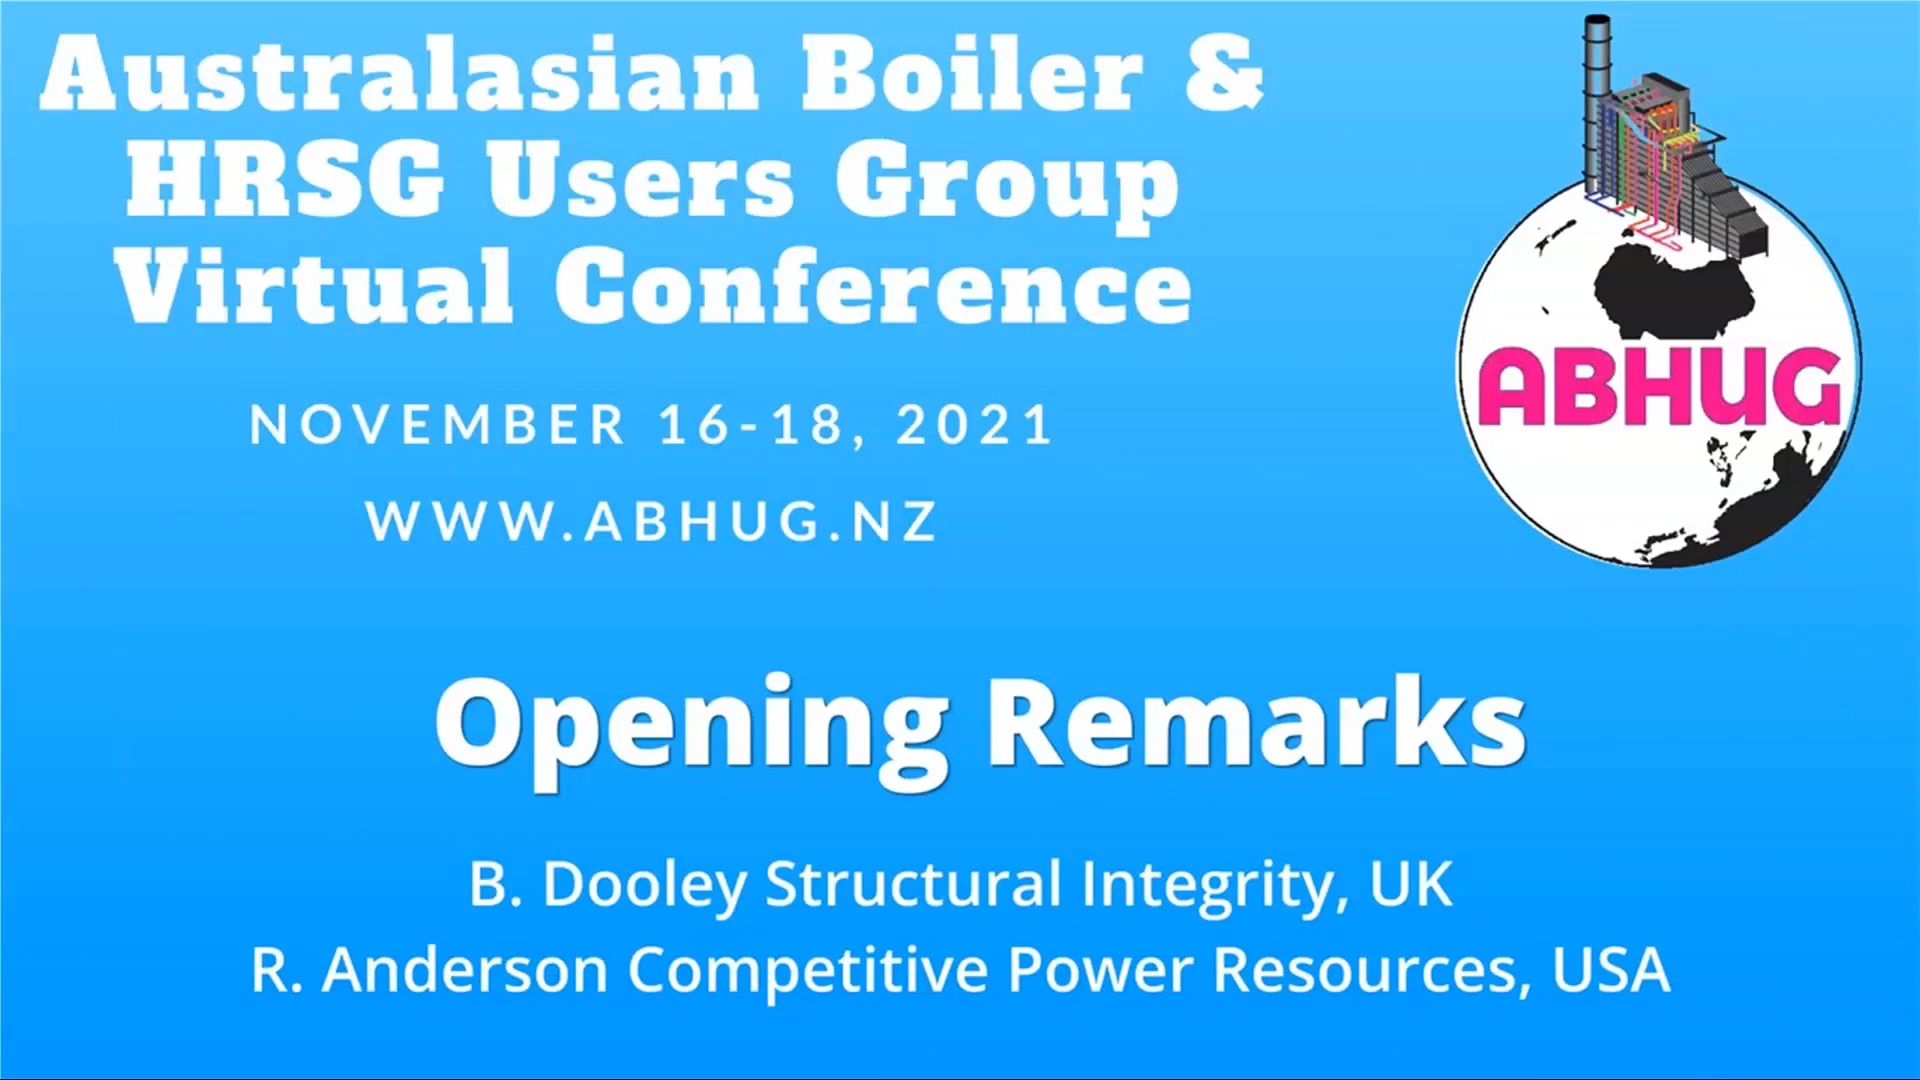 Australasian Boiler &
HRSG Users Group
Virtual Conference
NOVEMBER 16-18, 2021
WWW.ABHUG.NZ
ABHUG
Opening Remarks
B. Dooley Structural Integrity, UK
R. Anderson Competitive Power Resources, USA